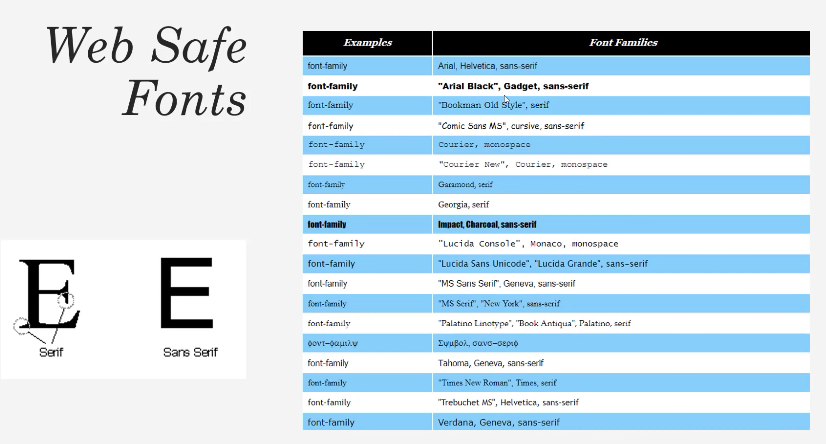 Web Safe
Fonts
Serif
Sans Serif
Examples Font Families
font-family Arial, Helvetica, sans-serif
font-family "Arial Black", Gadget, sans-serif
font-family "Bookman Old Style", serif
font-family "Comic Sans MS", cursive, sans-serif
font-family Courier, monospace
font-family "Courier New", Courier, monospace
font-family Garamond, serif
font-family Georgia, serif
font-family Impact, Charcoal, sans-serif
font-family "Lucida Console", Monaco, monospace
font-family "Lucida Sans Unicode", "Lucida Grande", sans-serif
font-family "MS Sans Serif", Geneva, sans-serif
font-family "MS Serif", "New York", sans-serif
font-family "Palatino Linotype", "Book Antiqua", Palatino, serif
φοντ-φαμιλψ Σψμβολ, σανσ-σεριφ
font-family Tahoma, Geneva, sans-serif
font-family "Times New Roman", Times, serif
font-family "Trebuchet MS", Helvetica, sans-serif
font-family Verdana, Geneva, sans-serif